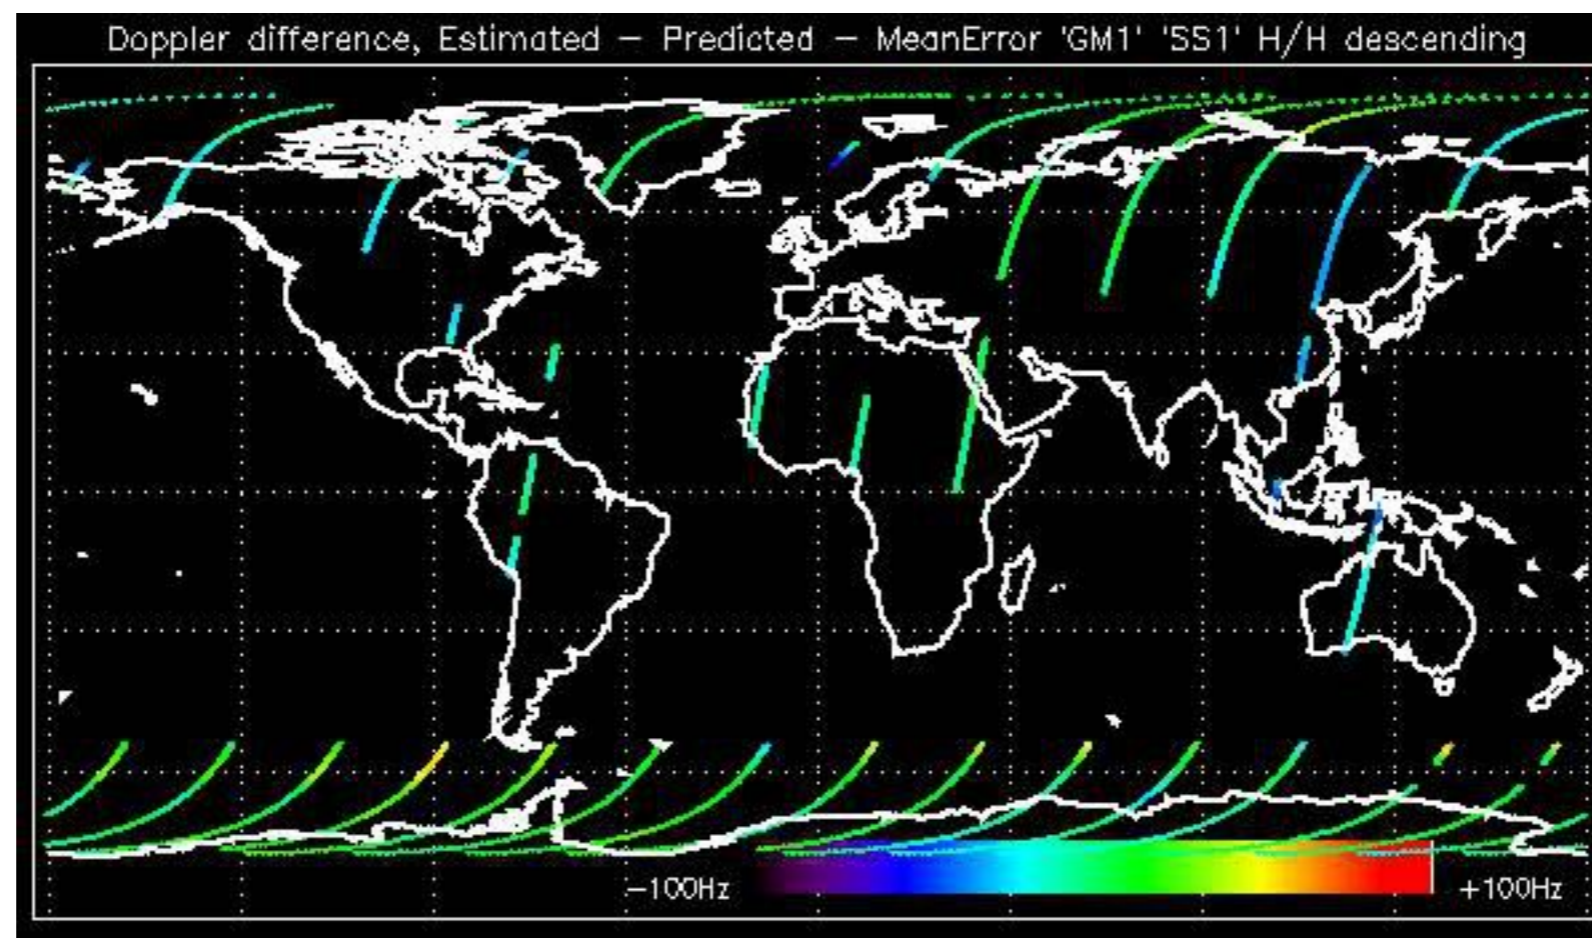 Doppler difference, Estimated – Predicted – MeanError 'GM1' 'SS1' H/H descending
–100Hz +100Hz